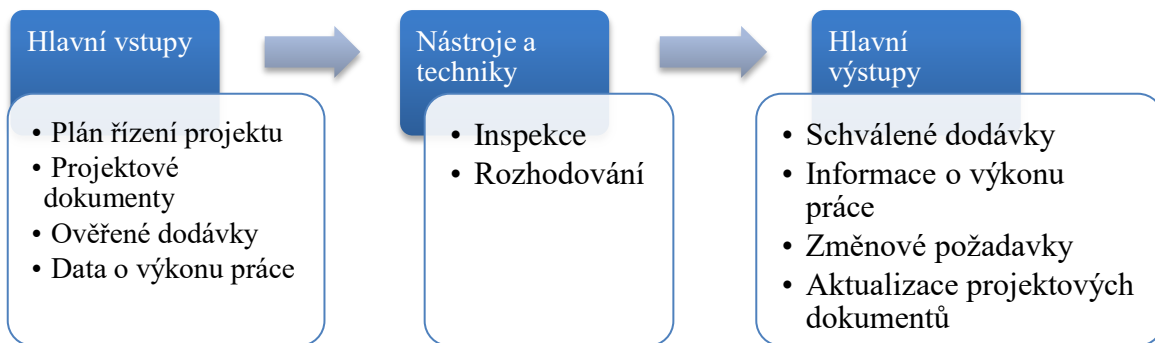 Hlavní vstupy
• Plán řízení projektu
• Projektové
dokumenty
• Ověřené dodávky
• Data o výkonu práce
Nástroje a
techniky
• Inspekce
• Rozhodování
Hlavní
výstupy
• Schválené dodávky
• Informace o výkonu
práce
• Změnové požadavky
• Aktualizace projektových
dokumentů